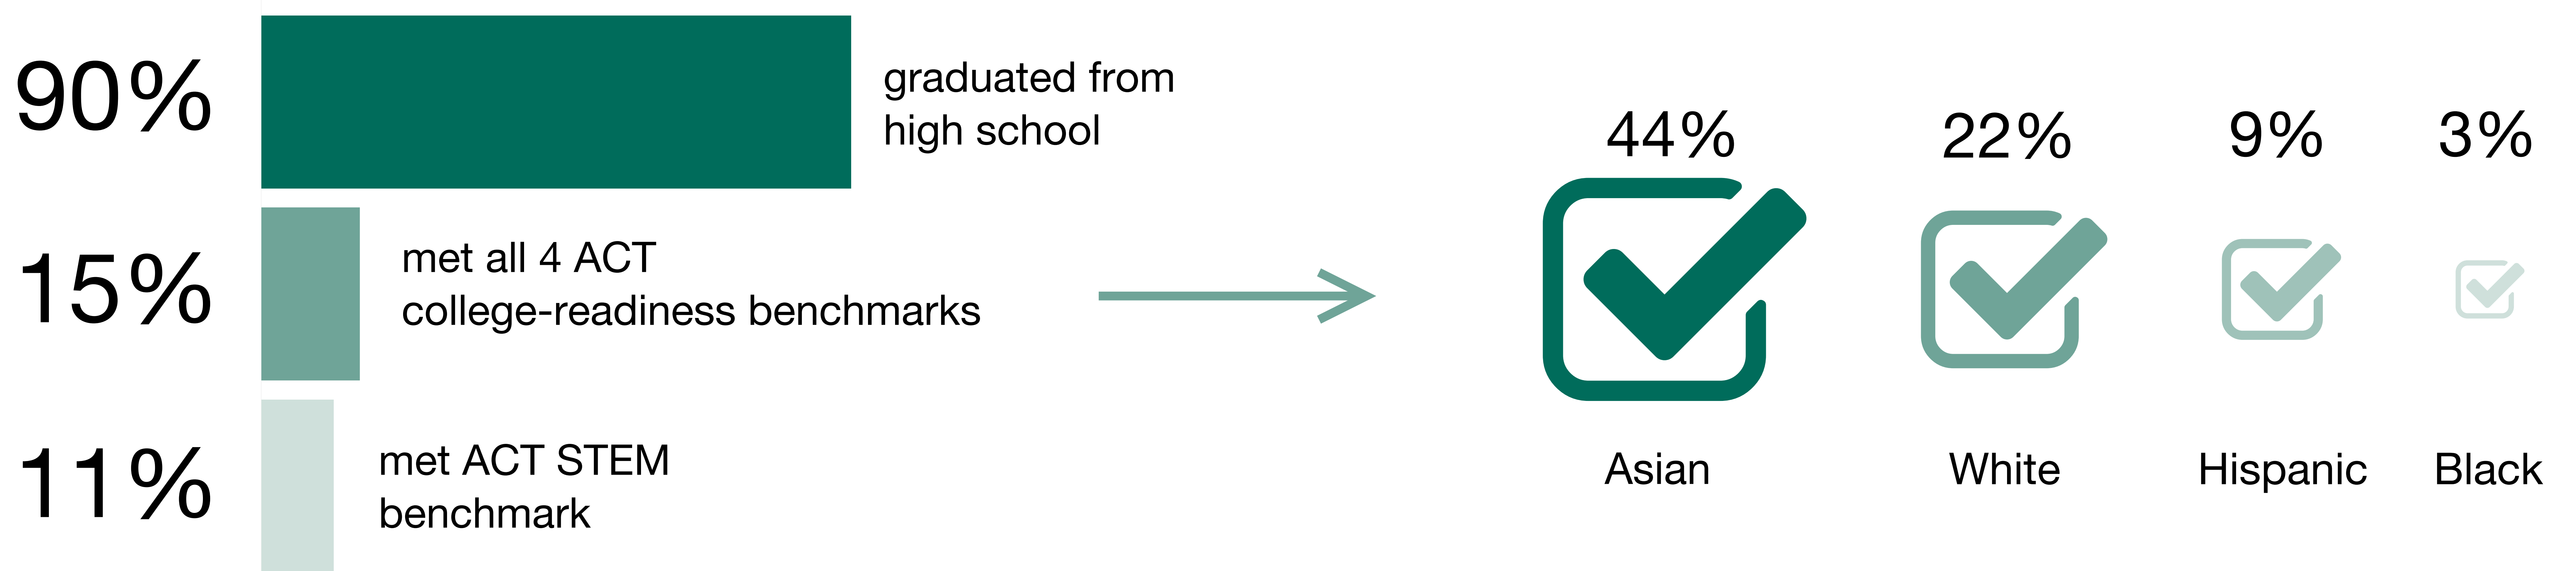 90%
graduated from
high school
15%
met all 4 ACT
college-readiness benchmarks
11%
met ACT STEM
benchmark
44%
22%
9%
3%
Asian
White
Hispanic
Black